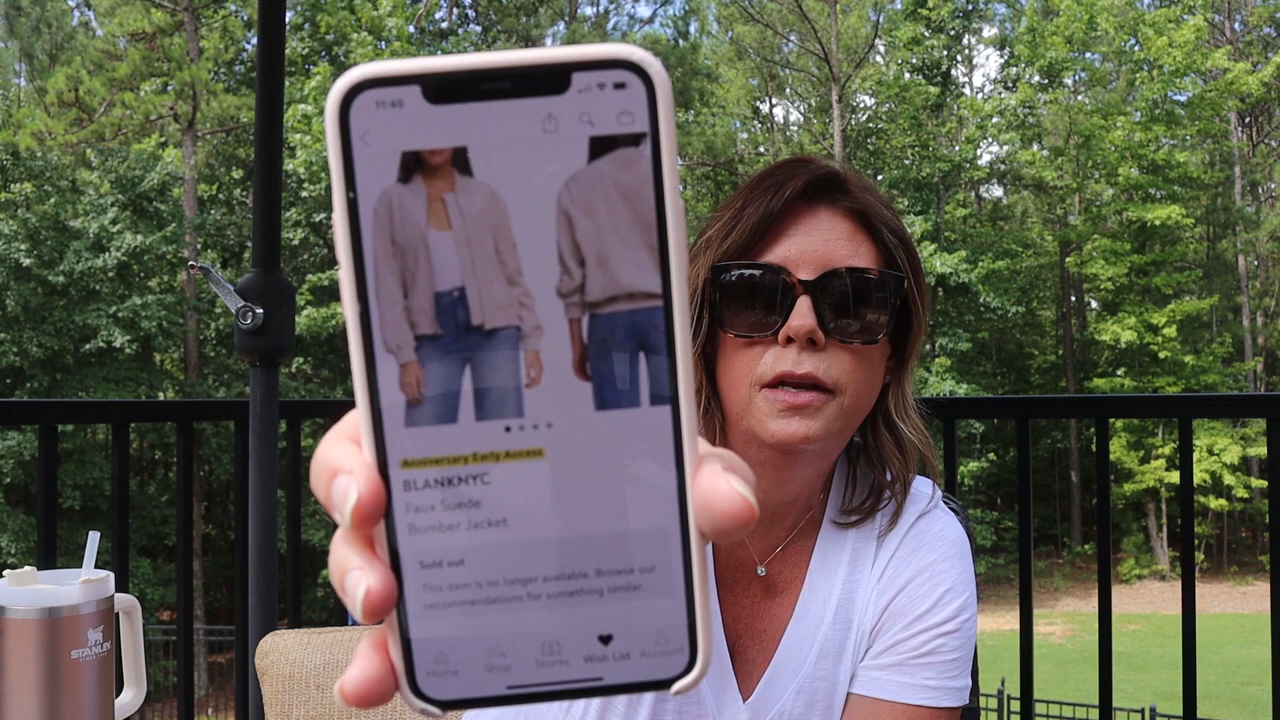 11:45
Anniversary Early Access
BLANKNYC
Faux Suede
Bomber Jacket
Sold out
This item is no longer available. Browse our
recommendations for something similar.
Home Shop Stores Wish List Account
STANLEY